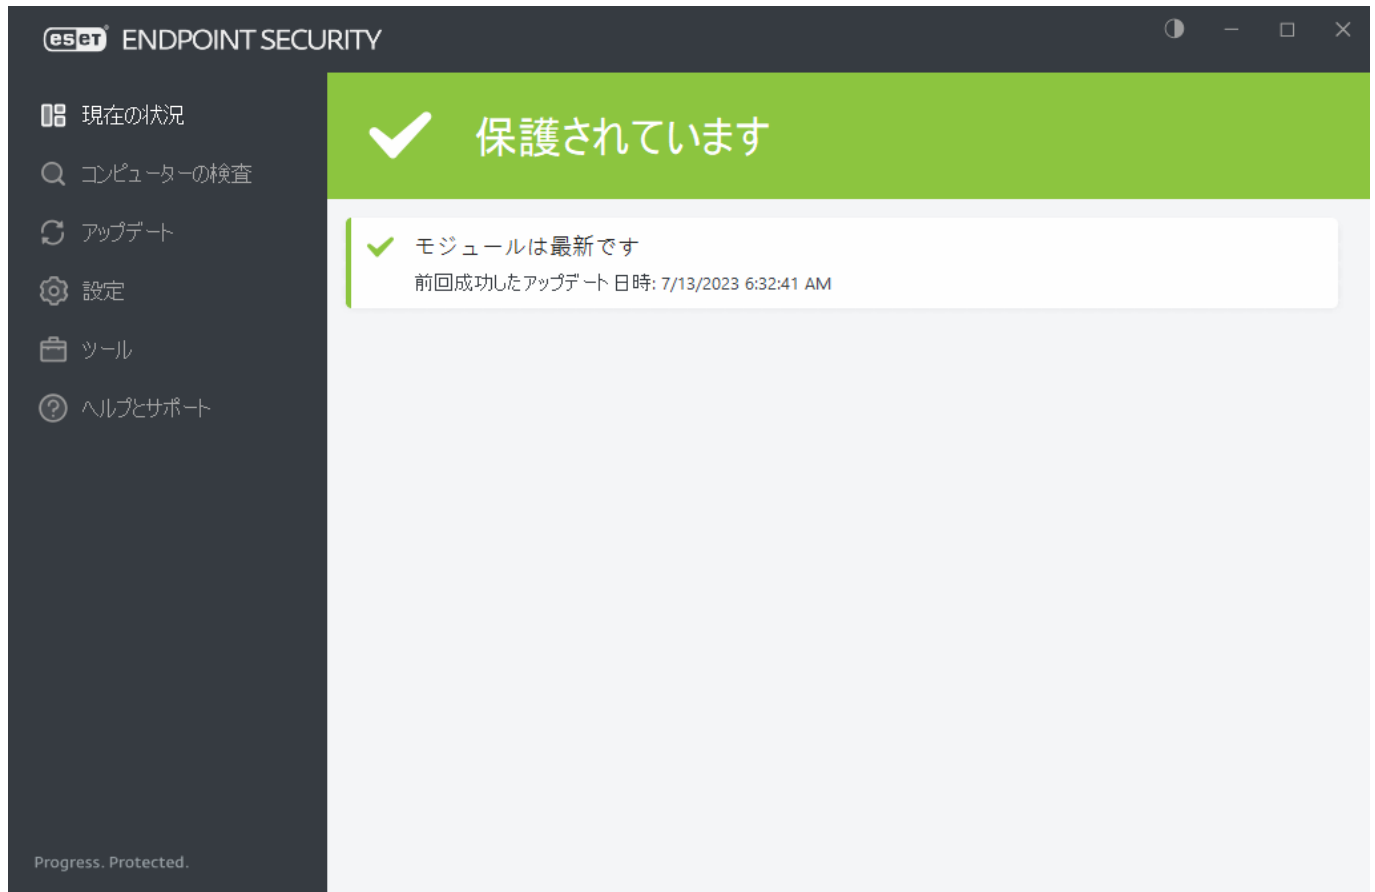 eset ENDPOINT SECURITY
現在の状況
コンピューターの検査
アップデート
設定
ツール
ヘルプとサポート
保護されています
モジュールは最新です
前回成功したアップデート日時: 7/13/2023 6:32:41 AM
Progress. Protected.